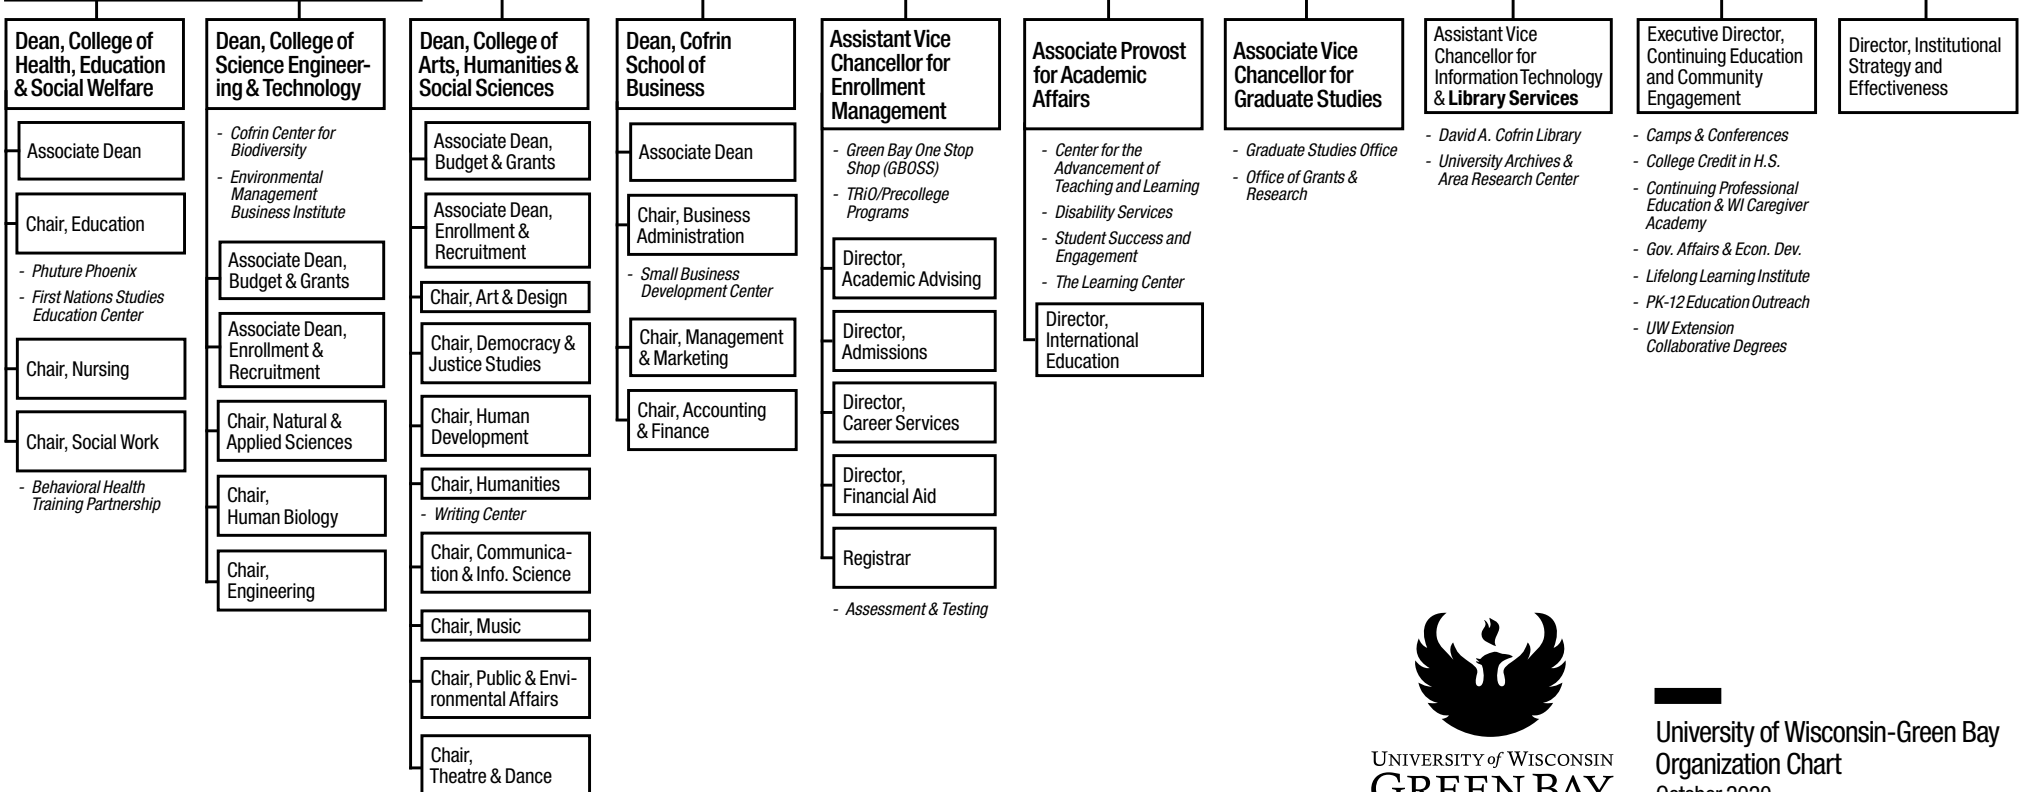 Dean, College of
Health, Education
& Social Welfare
Associate Dean
Chair, Education
- Phuture Phoenix
- First Nations Studies
Education Center
Chair, Nursing
Chair, Social Work
- Behavioral Health
Training Partnership
Dean, College of
Science Engineer-
ing & Technology
- Cofrin Center for
Biodiversity
- Environmental
Management
Business Institute
Associate Dean,
Budget & Grants
Associate Dean,
Enrollment &
Recruitment
Chair, Natural &
Applied Sciences
Chair,
Human Biology
Chair,
Engineering
Dean, College of
Arts, Humanities &
Social Sciences
Associate Dean,
Budget & Grants
Associate Dean,
Enrollment &
Recruitment
Chair, Art & Design
Chair, Democracy &
Justice Studies
Chair, Human
Development
Chair, Humanities
- Writing Center
Chair, Communica-
tion & Info. Science
Chair, Music
Chair, Public & Envi-
ronmental Affairs
Chair,
Theatre & Dance
Dean, Cofrin
School of
Business
Associate Dean
Chair, Business
Administration
- Small Business
Development Center
Chair, Management
& Marketing
Chair, Accounting
& Finance
Assistant Vice
Chancellor for
Enrollment
Management
- Green Bay One Stop
Shop (GBOSS)
- TRiO/Precollege
Programs
Director,
Academic Advising
Director,
Admissions
Director,
Career Services
Director,
Financial Aid
Registrar
- Assessment & Testing
Associate Provost
for Academic
Affairs
- Center for the
Advancement of
Teaching and Learning
- Disability Services
- Student Success and
Engagement
- The Learning Center
Director,
International
Education
Associate Vice
Chancellor for
Graduate Studies
- Graduate Studies Office
- Office of Grants &
Research
Assistant Vice
Chancellor for
Information Technology
& Library Services
- David A. Cofrin Library
- University Archives &
Area Research Center
Executive Director,
Continuing Education
and Community
Engagement
- Camps & Conferences
- College Credit in H.S.
- Continuing Professional
Education & WI Caregiver
Academy
- Gov. Affairs & Econ. Dev.
- Lifelong Learning Institute
- PK-12 Education Outreach
- UW Extension
Collaborative Degrees
Director, Institutional
Strategy and
Effectiveness
UNIVERSITY of WISCONSIN
GREEN BAY
University of Wisconsin-Green Bay
Organization Chart
October 2020